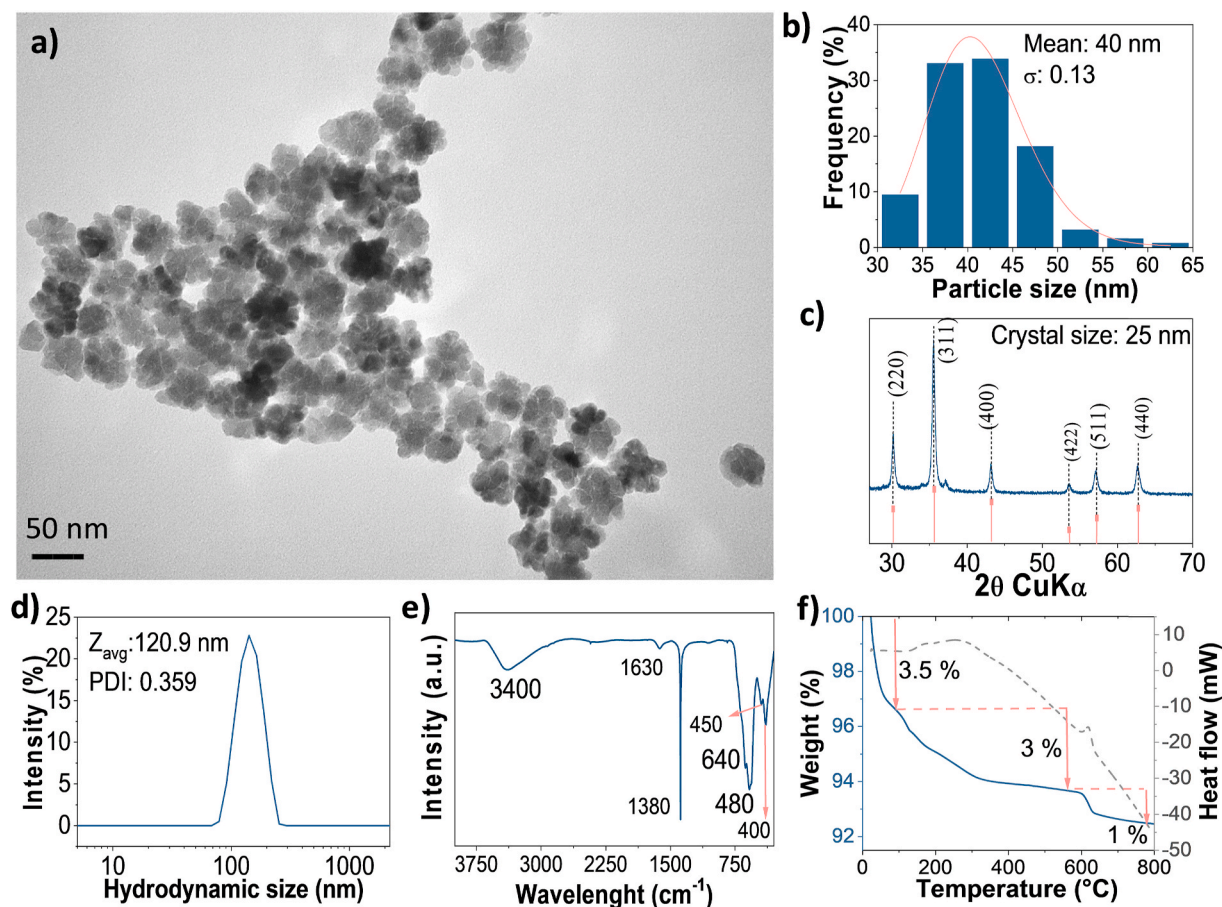 a)
50 nm
b)
Frequency (%)
40
30
20
10
0
Mean: 40 nm
σ: 0.13
30 35 40 45 50 55 60 65
Particle size (nm)
c)
Crystal size: 25 nm
(220)
(311)
(400)
(422)
(511)
(440)
30 40 50 60 70
2θ CuKα
d)
Intensity (%)
25
20
15
10
5
0
Zavg:120.9 nm
PDI: 0.359
10 100 1000
Hydrodynamic size (nm)
e)
Intensity (a.u.)
3400
1630
1380
450
640
480
400
3750 3000 2250 1500 750
Wavelenght (cm⁻¹)
f)
Weight (%)
100
98
96
94
92
3.5 %
3 %
1 %
10
0
−10
−20
−30
−40
−50
Heat flow (mW)
0 200 400 600 800
Temperature (°C)